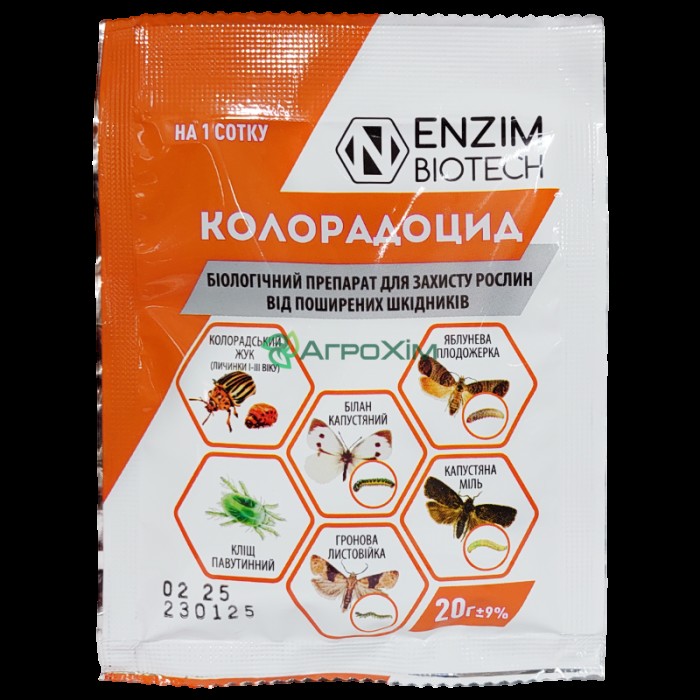 НА 1 СОТКУ
N ENZIM
BIOTECH
КОЛОРАДОЦИД
БІОЛОГІЧНИЙ ПРЕПАРАТ ДЛЯ ЗАХИСТУ РОСЛИН
ВІД ПОШИРЕНИХ ШКІДНИКІВ
КОЛОРАДСЬКИЙ
ЖУК
(ЛИЧИНКИ І-ІІІ ВІКУ)
АГРОХІМ
ЯБЛУНЕВА
ПЛОДОЖЕРКА
БІЛАН
КАПУСТЯНИЙ
КАПУСТЯНА
МІЛЬ
КЛІЩ
ПАВУТИННИЙ
ГРОНОВА
ЛИСТОВІЙКА
02 25
230125
20г±9%